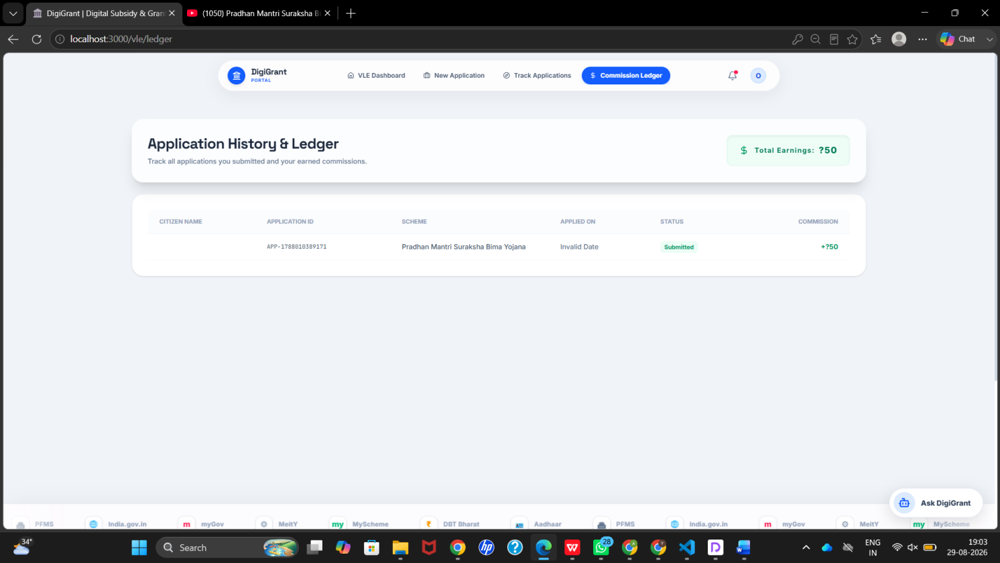 DigiGrant | Digital Subsidy & Gran
(1050) Pradhan Mantri Suraksha B
localhost:3000/vle/ledger
Chat
DigiGrant
PORTAL
VLE Dashboard
New Application
Track Applications
$ Commission Ledger
O
Application History & Ledger
Track all applications you submitted and your earned commissions.
$ Total Earnings: ?50
CITIZEN NAME APPLICATION ID SCHEME APPLIED ON STATUS COMMISSION
APP-1788010389171 Pradhan Mantri Suraksha Bima Yojana Invalid Date Submitted +?50
Ask DigiGrant
PFMS India.gov.in m myGov MeitY my MyScheme ₹ DBT Bharat Aadhaar PFMS India.gov.in m myGov MeitY my MyScheme
34°
Search
hp
?
W
28
A
V
W
ENG
IN
19:03
29-08-2026